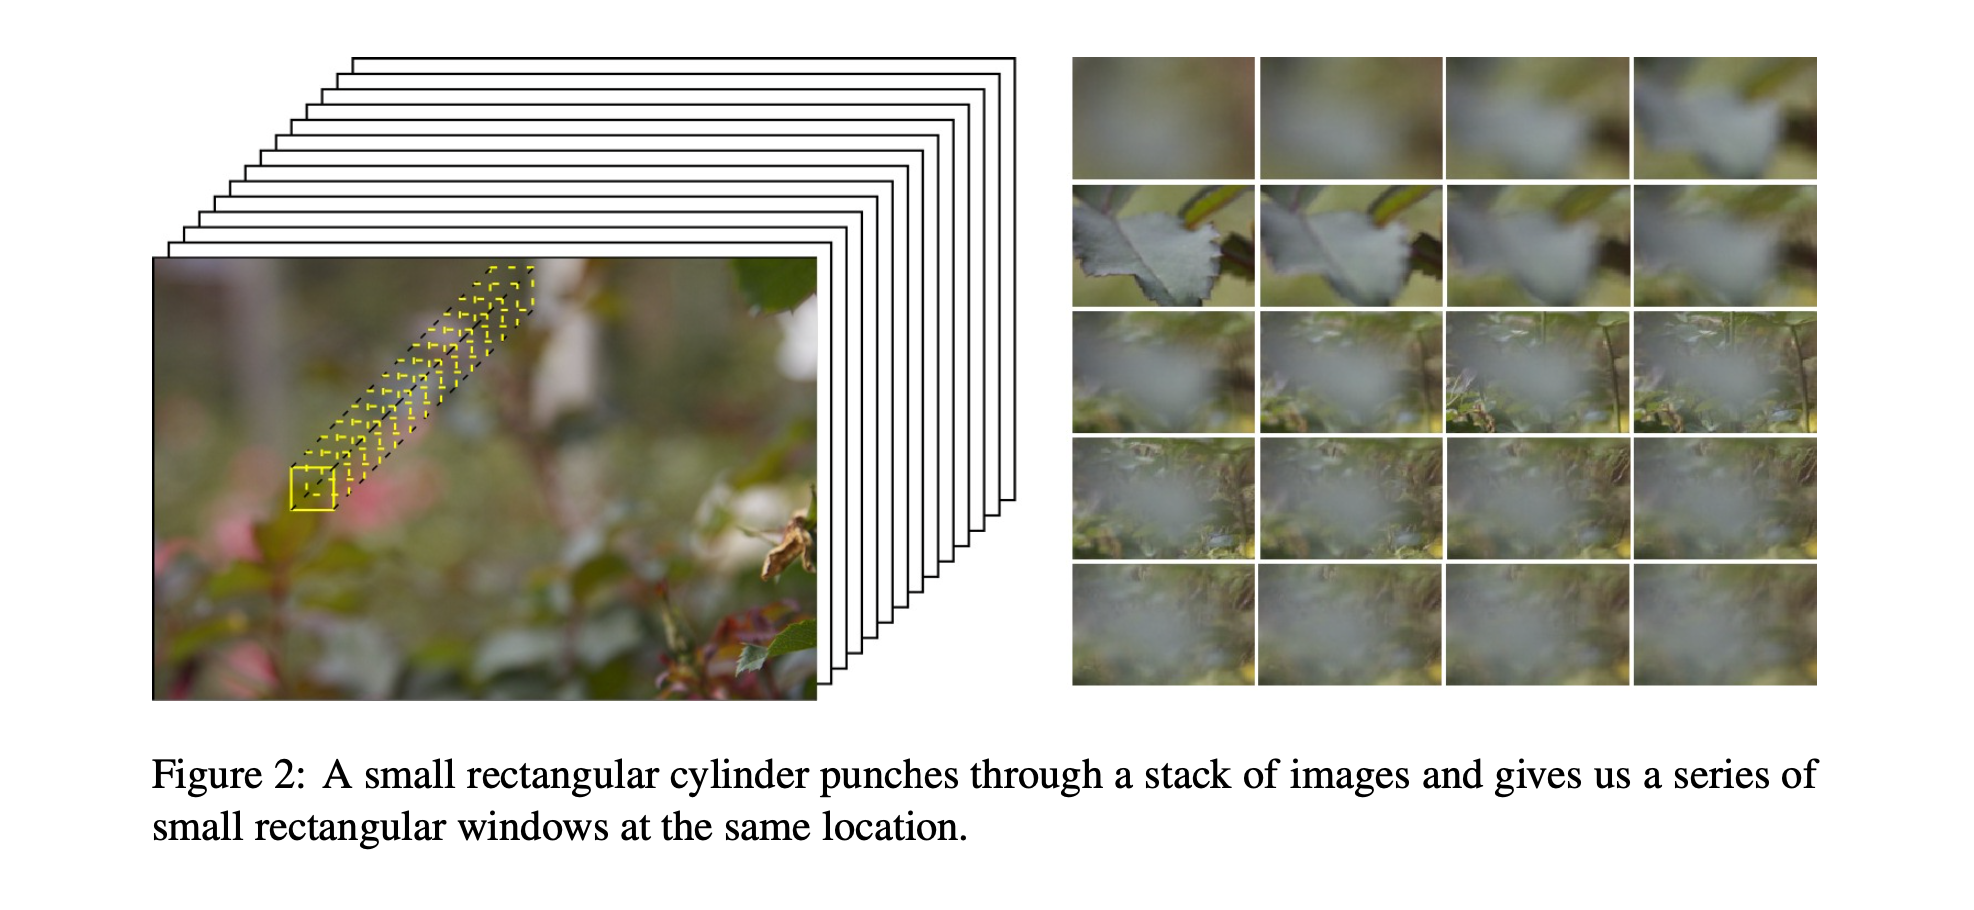 Figure 2: A small rectangular cylinder punches through a stack of images and gives us a series of
small rectangular windows at the same location.